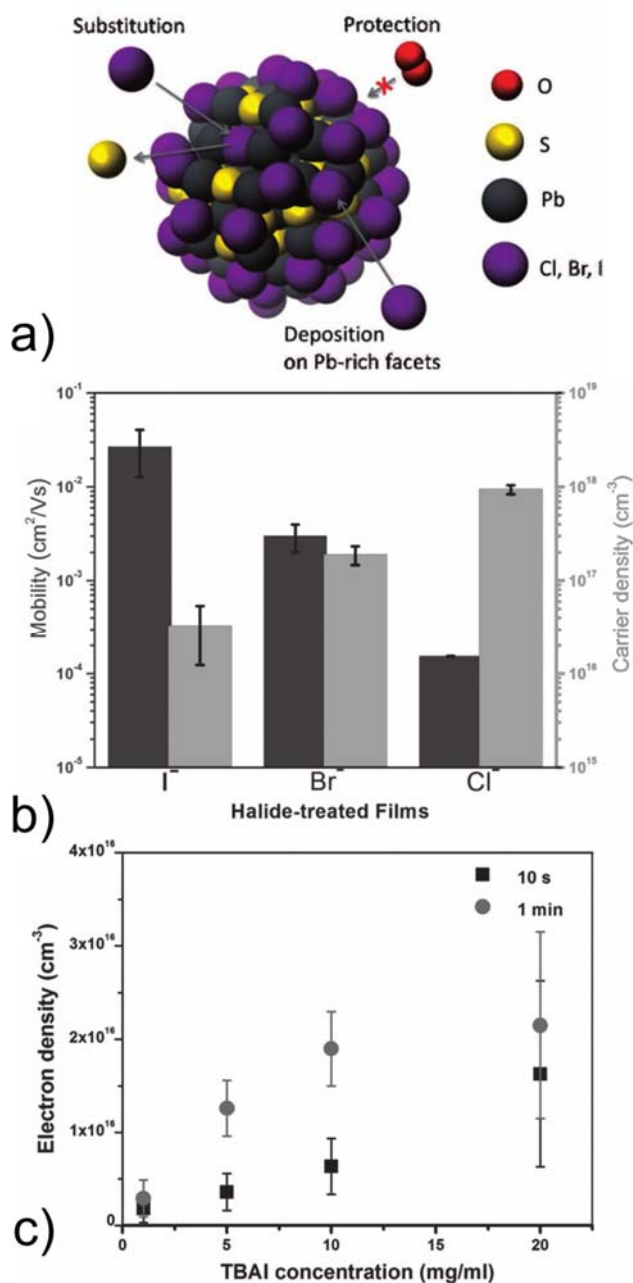 Substitution
Protection
O
S
Pb
Cl, Br, I
Deposition
on Pb-rich facets
a)
10⁻¹
10⁻²
10⁻³
10⁻⁴
10⁻⁵
Mobility (cm²/Vs)
10¹⁹
10¹⁸
10¹⁷
10¹⁶
10¹⁵
Carrier density (cm⁻³)
I⁻ Br⁻ Cl⁻
Halide-treated Films
b)
4x10¹⁶
3x10¹⁶
2x10¹⁶
1x10¹⁶
0
Electron density (cm⁻³)
10 s
1 min
0 5 10 15 20
TBAI concentration (mg/ml)
c)